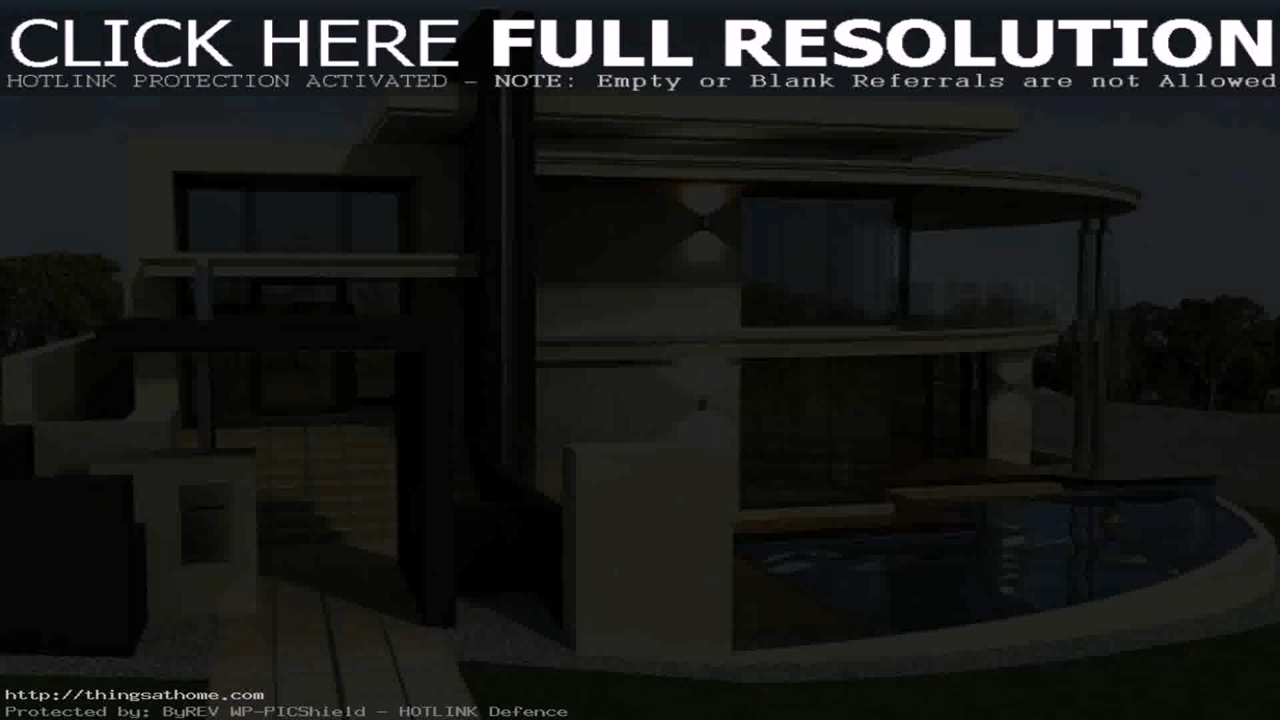 CLICK HERE FULL RESOLUTION
HOTLINK PROTECTION ACTIVATED - NOTE: Empty or Blank Referrals are not Allowed
http://thingsathome.com
Protected by: ByREV WP-PICShield - HOTLINK Defence